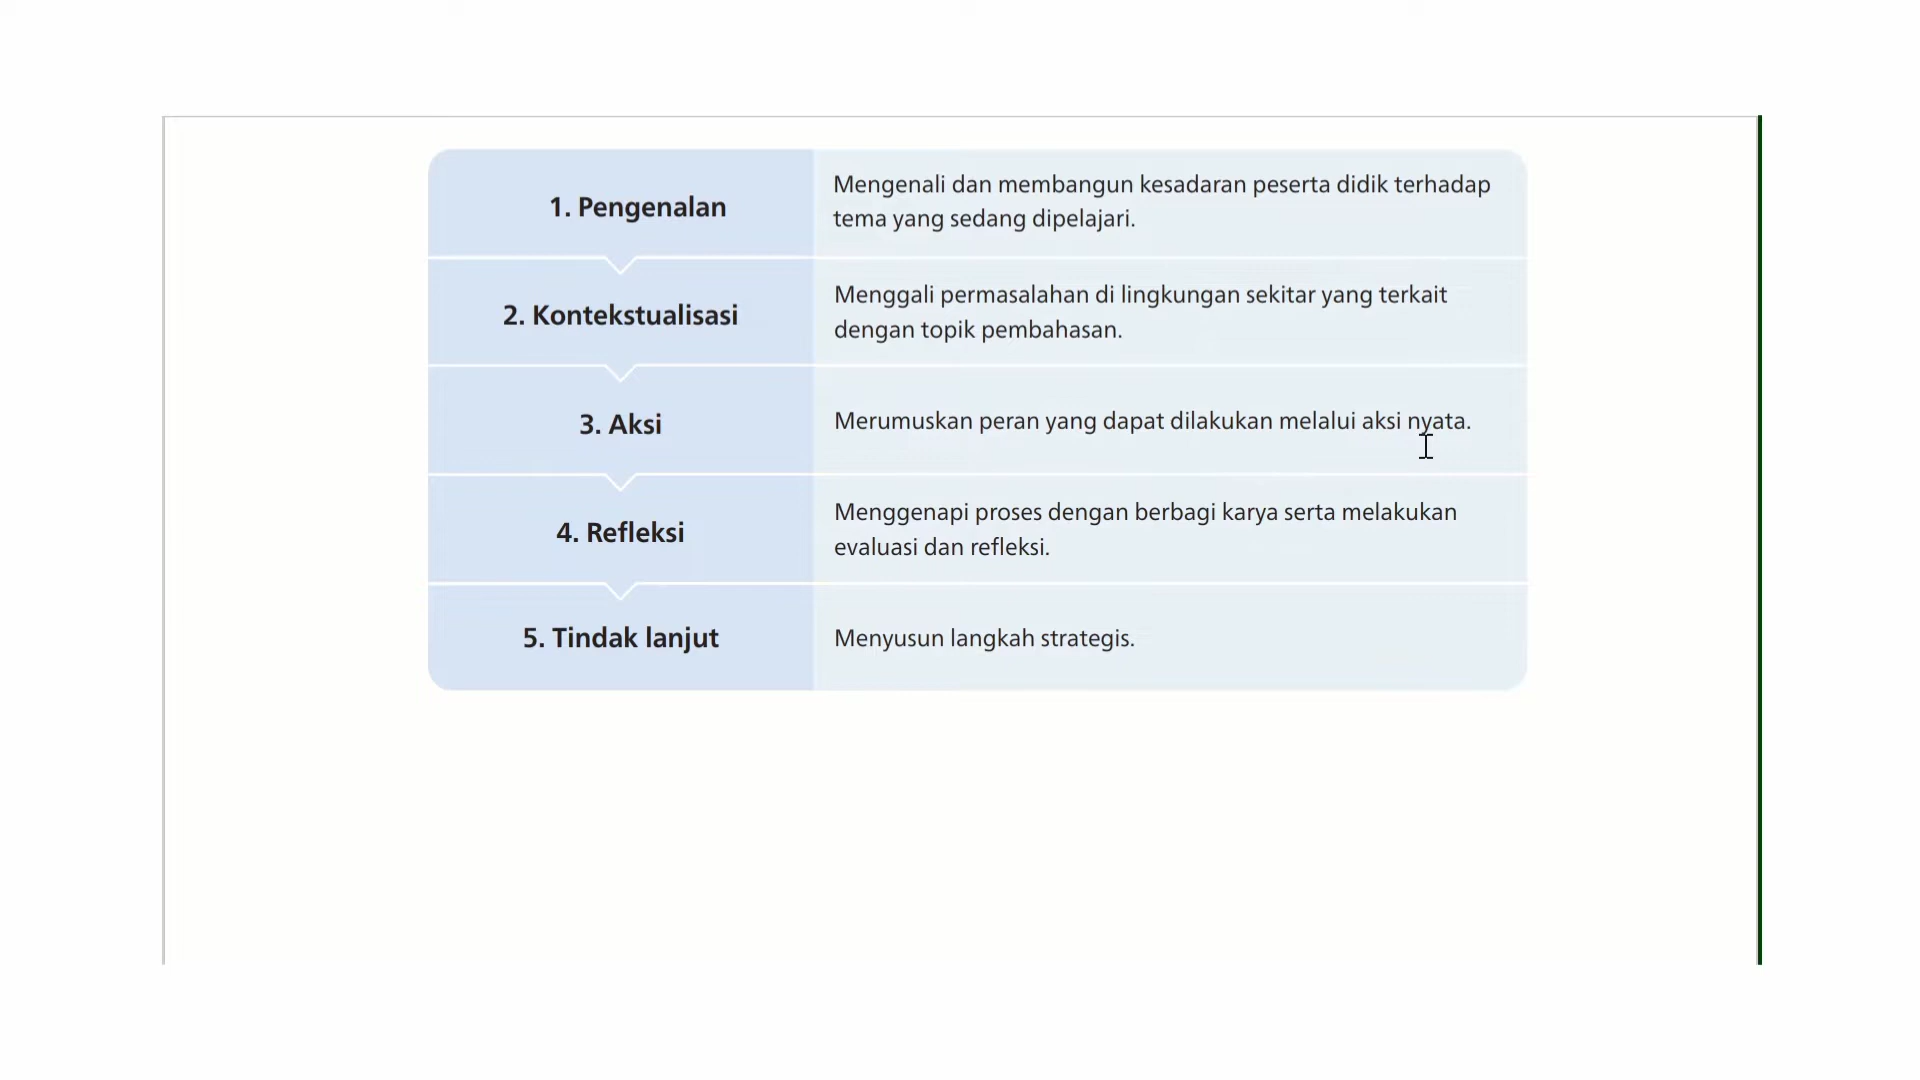 1. Pengenalan
Mengenali dan membangun kesadaran peserta didik terhadap
tema yang sedang dipelajari.
2. Kontekstualisasi
Menggali permasalahan di lingkungan sekitar yang terkait
dengan topik pembahasan.
3. Aksi
Merumuskan peran yang dapat dilakukan melalui aksi nyata.
4. Refleksi
Menggenapi proses dengan berbagi karya serta melakukan
evaluasi dan refleksi.
5. Tindak lanjut
Menyusun langkah strategis.